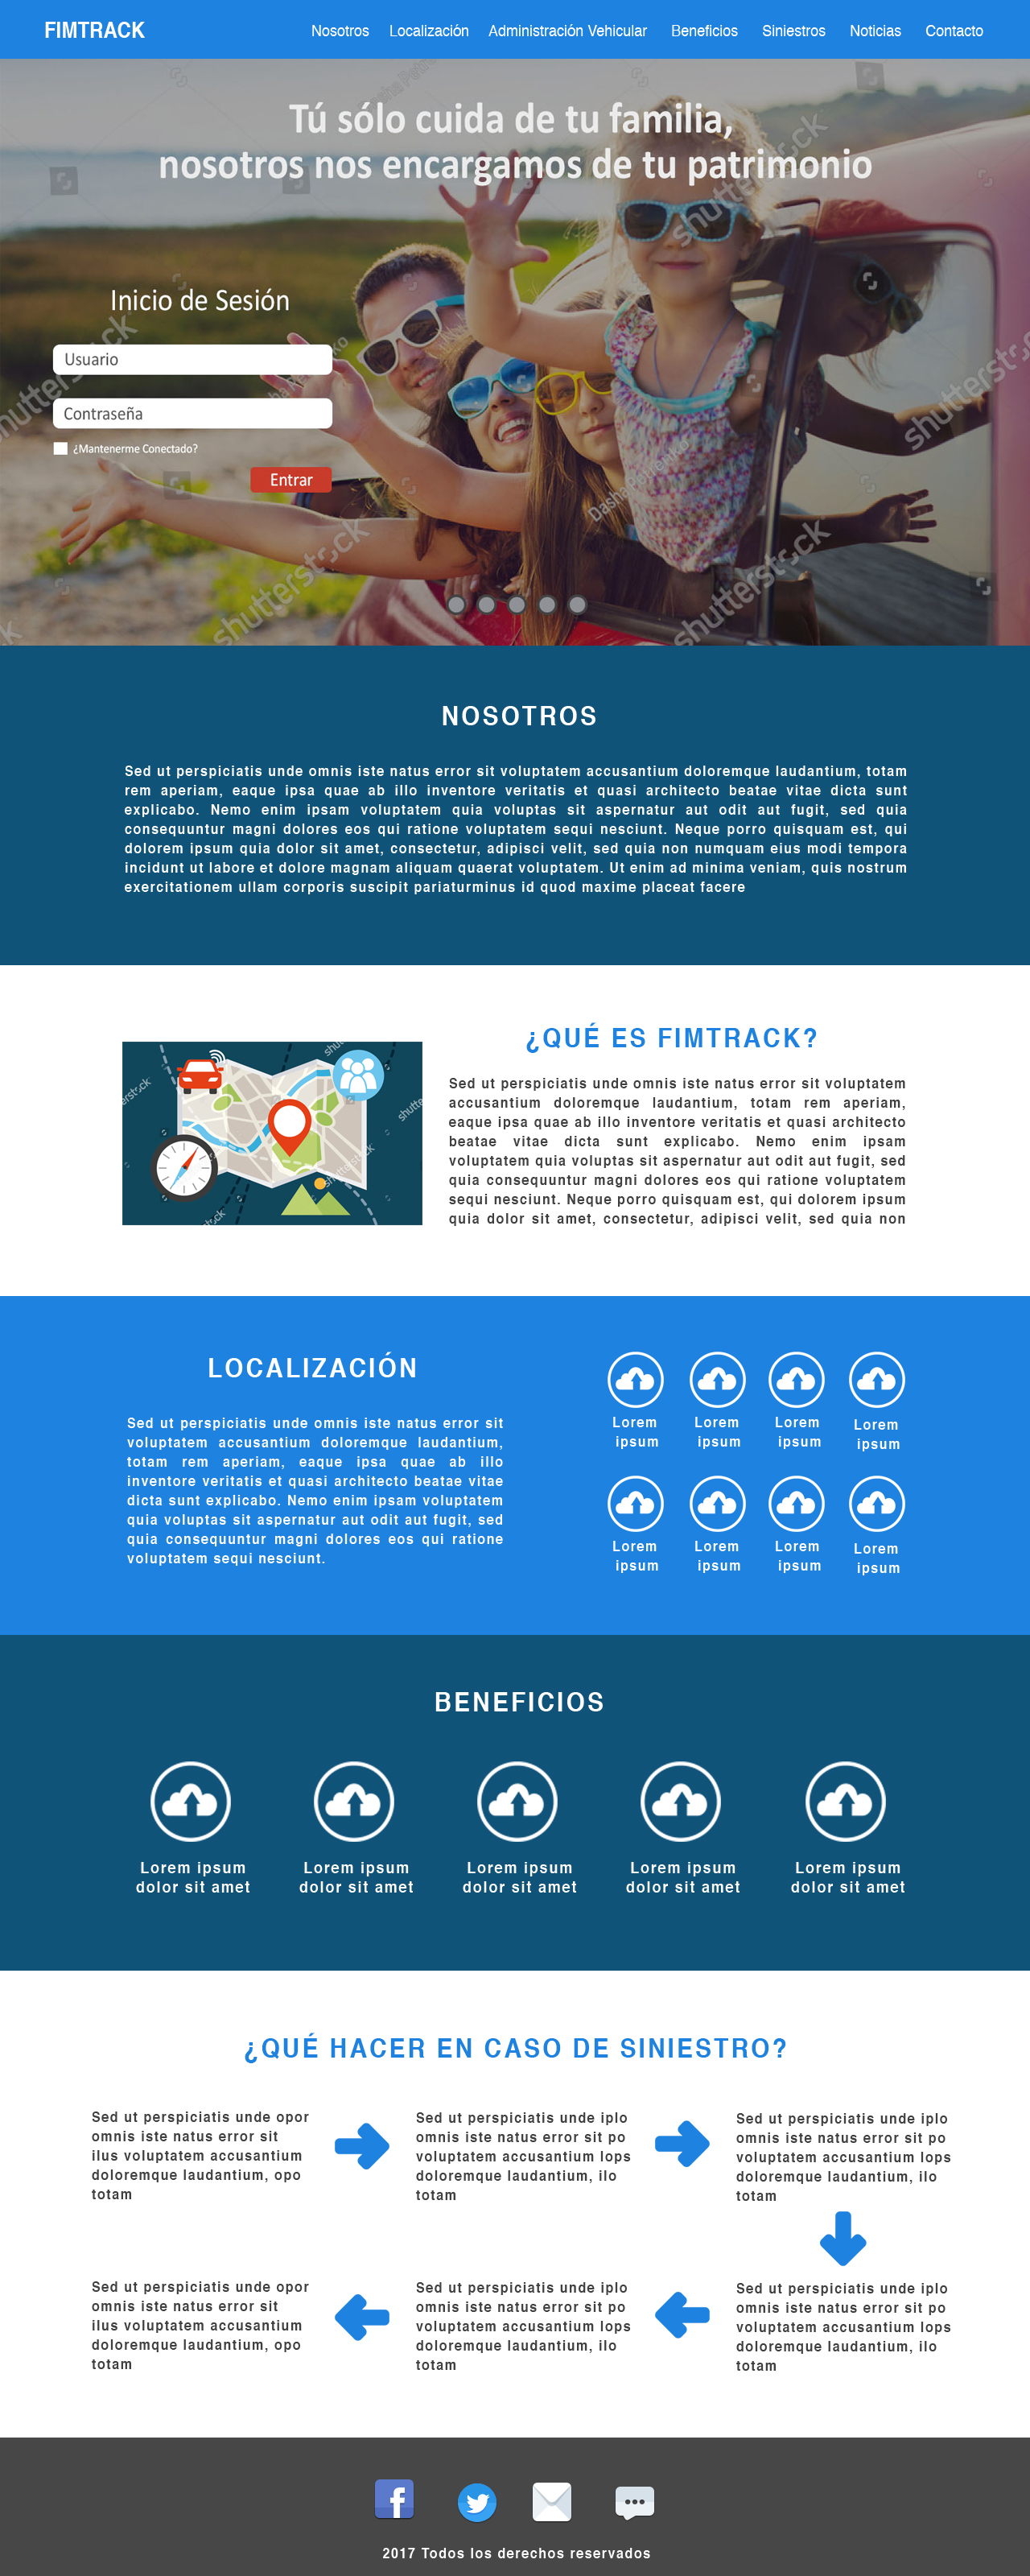 FIMTRACK
Nosotros Localización Administración Vehicular Beneficios Siniestros Noticias Contacto
Tú sólo cuida de tu familia,
nosotros nos encargamos de tu patrimonio
Inicio de Sesión
Usuario
Contraseña
¿Mantenerme Conectado?
Entrar
shutterstock
shutterstock
shutterstock
shutterstock
shutterstock
NOSOTROS
Sed ut perspiciatis unde omnis iste natus error sit voluptatem accusantium doloremque laudantium, totam
rem aperiam, eaque ipsa quae ab illo inventore veritatis et quasi architecto beatae vitae dicta sunt
explicabo. Nemo enim ipsam voluptatem quia voluptas sit aspernatur aut odit aut fugit, sed quia
consequuntur magni dolores eos qui ratione voluptatem sequi nesciunt. Neque porro quisquam est, qui
dolorem ipsum quia dolor sit amet, consectetur, adipisci velit, sed quia non numquam eius modi tempora
incidunt ut labore et dolore magnam aliquam quaerat voluptatem. Ut enim ad minima veniam, quis nostrum
exercitationem ullam corporis suscipit pariaturminus id quod maxime placeat facere
¿QUÉ ES FIMTRACK?
Sed ut perspiciatis unde omnis iste natus error sit voluptatem
accusantium doloremque laudantium, totam rem aperiam,
eaque ipsa quae ab illo inventore veritatis et quasi architecto
beatae vitae dicta sunt explicabo. Nemo enim ipsam
voluptatem quia voluptas sit aspernatur aut odit aut fugit, sed
quia consequuntur magni dolores eos qui ratione voluptatem
sequi nesciunt. Neque porro quisquam est, qui dolorem ipsum
quia dolor sit amet, consectetur, adipisci velit, sed quia non
LOCALIZACIÓN
Sed ut perspiciatis unde omnis iste natus error sit
voluptatem accusantium doloremque laudantium,
totam rem aperiam, eaque ipsa quae ab illo
inventore veritatis et quasi architecto beatae vitae
dicta sunt explicabo. Nemo enim ipsam voluptatem
quia voluptas sit aspernatur aut odit aut fugit, sed
quia consequuntur magni dolores eos qui ratione
voluptatem sequi nesciunt.
Lorem Lorem Lorem Lorem
ipsum ipsum ipsum ipsum
Lorem Lorem Lorem Lorem
ipsum ipsum ipsum ipsum
BENEFICIOS
Lorem ipsum Lorem ipsum Lorem ipsum Lorem ipsum Lorem ipsum
dolor sit amet dolor sit amet dolor sit amet dolor sit amet dolor sit amet
¿QUÉ HACER EN CASO DE SINIESTRO?
Sed ut perspiciatis unde opor
omnis iste natus error sit
ilus voluptatem accusantium
doloremque laudantium, opo
totam
Sed ut perspiciatis unde iplo
omnis iste natus error sit po
voluptatem accusantium lops
doloremque laudantium, ilo
totam
Sed ut perspiciatis unde iplo
omnis iste natus error sit po
voluptatem accusantium lops
doloremque laudantium, ilo
totam
Sed ut perspiciatis unde opor
omnis iste natus error sit
ilus voluptatem accusantium
doloremque laudantium, opo
totam
Sed ut perspiciatis unde iplo
omnis iste natus error sit po
voluptatem accusantium lops
doloremque laudantium, ilo
totam
Sed ut perspiciatis unde iplo
omnis iste natus error sit po
voluptatem accusantium lops
doloremque laudantium, ilo
totam
2017 Todos los derechos reservados